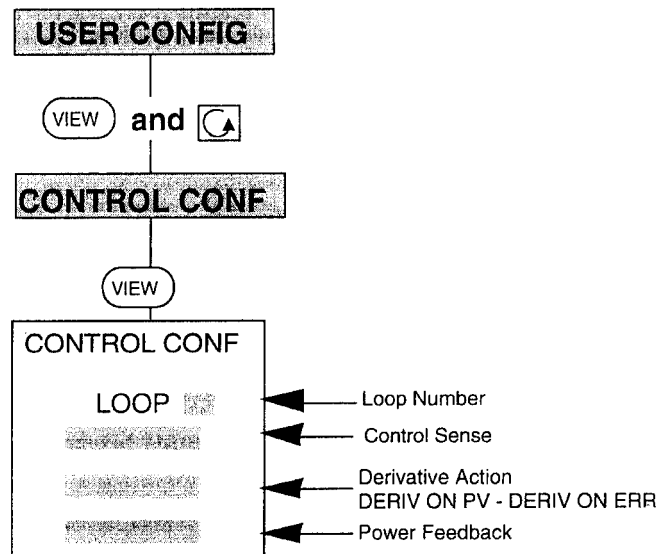 USER CONFIG
VIEW and
CONTROL CONF
VIEW
CONTROL CONF
LOOP
Loop Number
Control Sense
Derivative Action
DERIV ON PV - DERIV ON ERR
Power Feedback